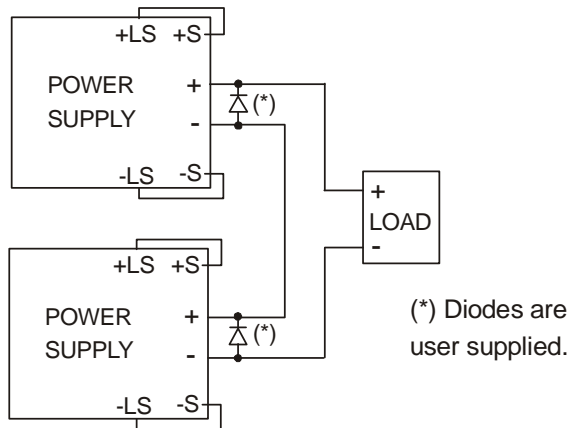 +LS +S
POWER
SUPPLY
+
-
(*)
-LS -S
+
LOAD
-
+LS +S
POWER
SUPPLY
+
-
(*)
-LS -S
(*) Diodes are
user supplied.